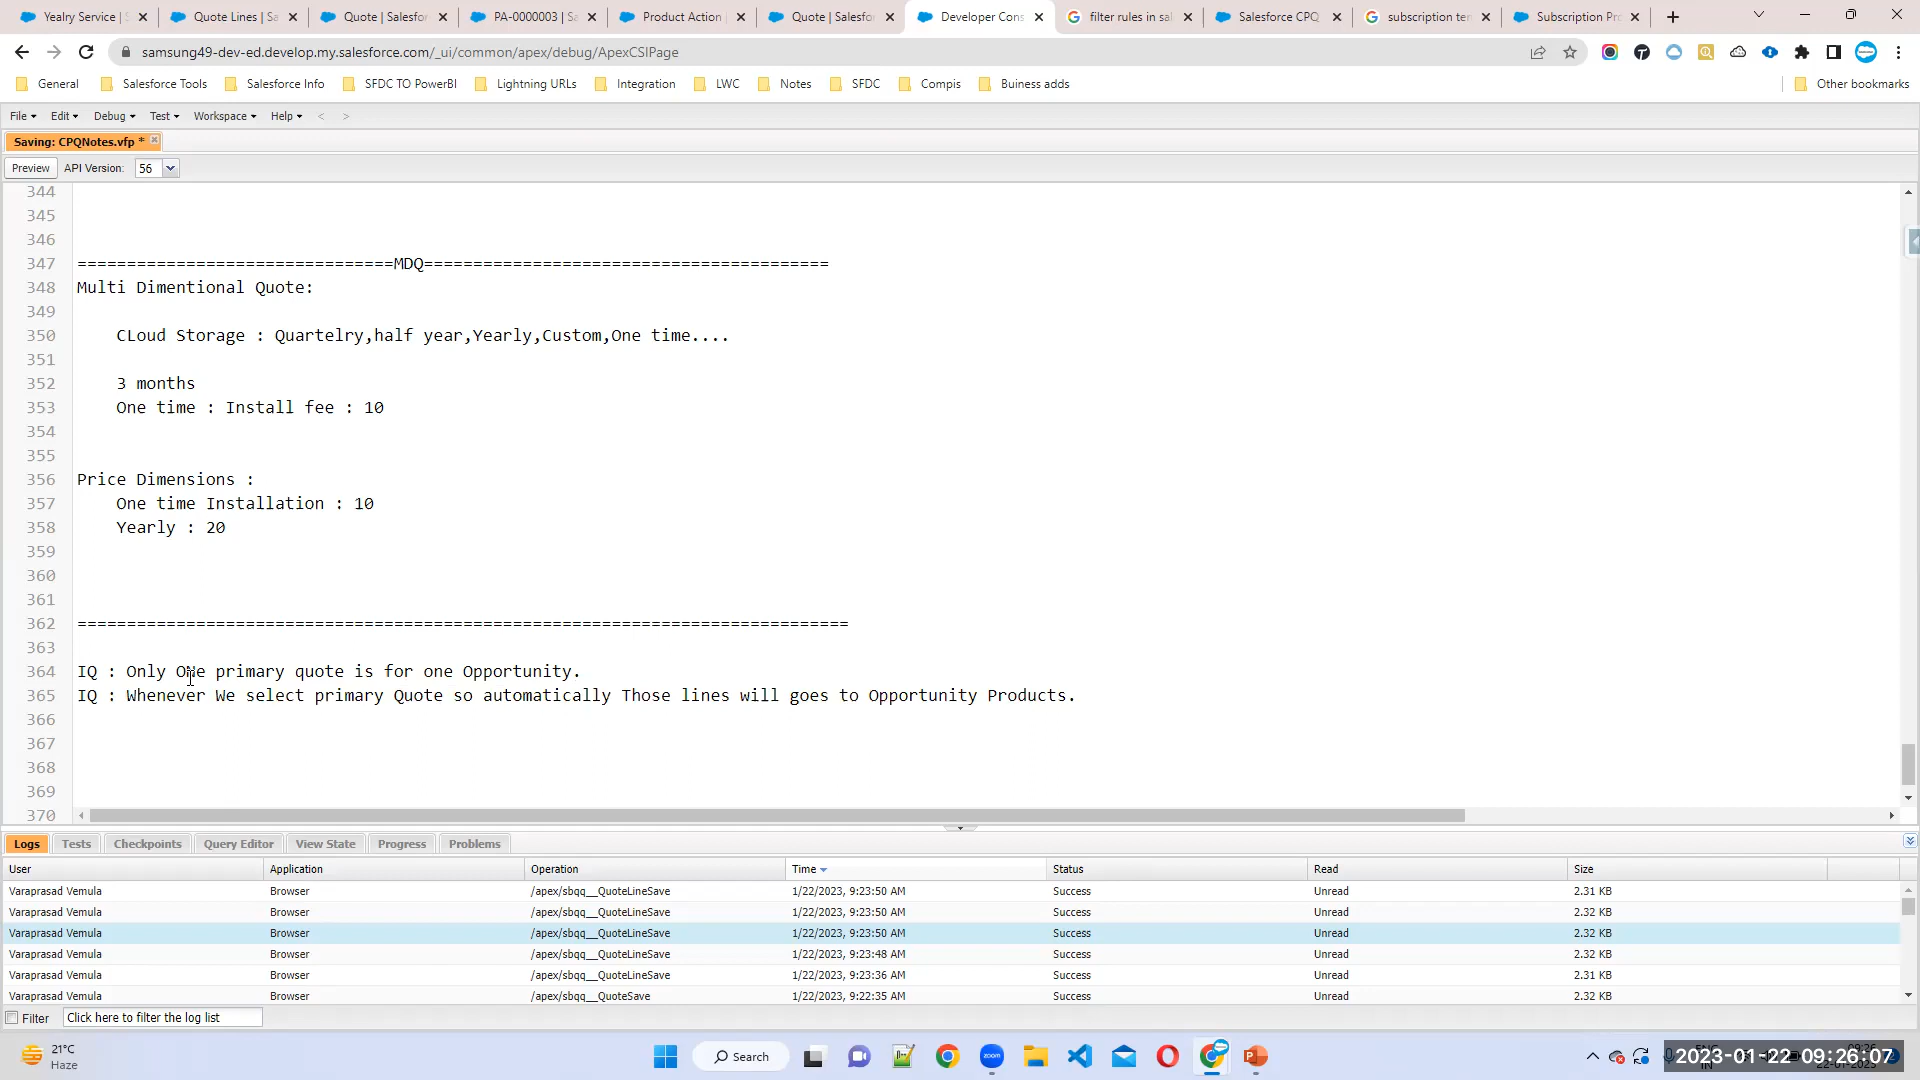 Yealry Service | S
Quote Lines | Sa
Quote | Salesfor
PA-0000003 | Sa
Product Action
Quote | Salesfo
Developer Cons
filter rules in sal
Salesforce CPQ
subscription ter
Subscription Pr
samsung49-dev-ed.develop.my.salesforce.com/_ui/common/apex/debug/ApexCSIPage
General
Salesforce Tools
Salesforce Info
SFDC TO PowerBI
Lightning URLs
Integration
LWC
Notes
SFDC
Compis
Buiness adds
Other bookmarks
File Edit Debug Test Workspace Help < >
Saving: CPQNotes.vfp *
Preview API Version: 56
344
345
346
347 ================================MDQ=========================================
348 Multi Dimentional Quote:
349
350 CLoud Storage : Quartelry,half year,Yearly,Custom,One time....
351
352 3 months
353 One time : Install fee : 10
354
355
356 Price Dimensions :
357 One time Installation : 10
358 Yearly : 20
359
360
361
362 ==============================================================================
363
364 IQ : Only One primary quote is for one Opportunity.
365 IQ : Whenever We select primary Quote so automatically Those lines will goes to Opportunity Products.
366
367
368
369
370
Logs Tests Checkpoints Query Editor View State Progress Problems
User Application Operation Time Status Read Size
Varaprasad Vemula Browser /apex/sbqq__QuoteLineSave 1/22/2023, 9:23:50 AM Success Unread 2.31 KB
Varaprasad Vemula Browser /apex/sbqq__QuoteLineSave 1/22/2023, 9:23:50 AM Success Unread 2.32 KB
Varaprasad Vemula Browser /apex/sbqq__QuoteLineSave 1/22/2023, 9:23:50 AM Success Unread 2.32 KB
Varaprasad Vemula Browser /apex/sbqq__QuoteLineSave 1/22/2023, 9:23:48 AM Success Unread 2.32 KB
Varaprasad Vemula Browser /apex/sbqq__QuoteLineSave 1/22/2023, 9:23:36 AM Success Unread 2.31 KB
Varaprasad Vemula Browser /apex/sbqq__QuoteSave 1/22/2023, 9:22:35 AM Success Unread 2.32 KB
Filter Click here to filter the log list
21°C
Haze
Search
zoom
2023-01-22 09:26:07